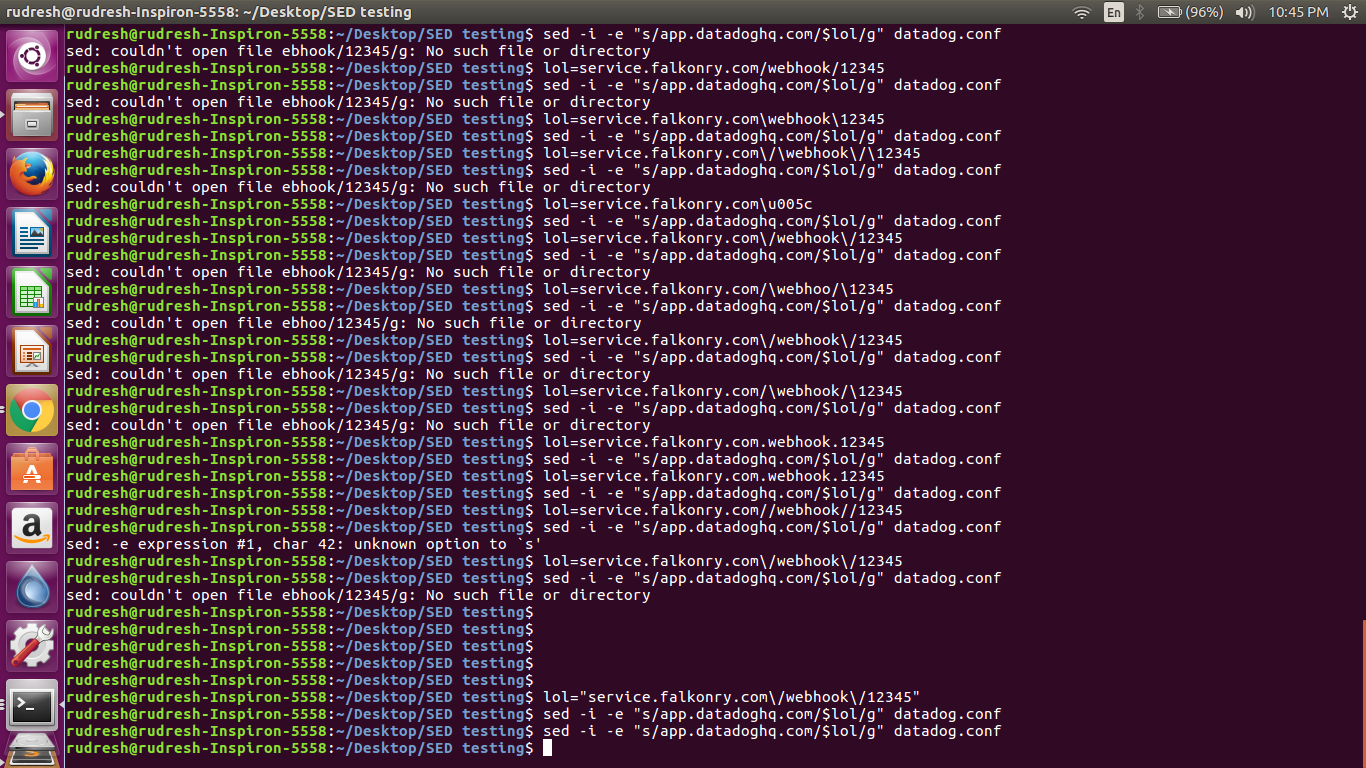 rudresh@rudresh-Inspiron-5558: ~/Desktop/SED testing
En
(96%)
10:45 PM
rudresh@rudresh-Inspiron-5558:~/Desktop/SED testing$ sed -i -e "s/app.datadoghq.com/$lol/g" datadog.conf
sed: couldn't open file ebhook/12345/g: No such file or directory
rudresh@rudresh-Inspiron-5558:~/Desktop/SED testing$ lol=service.falkonry.com/webhook/12345
rudresh@rudresh-Inspiron-5558:~/Desktop/SED testing$ sed -i -e "s/app.datadoghq.com/$lol/g" datadog.conf
sed: couldn't open file ebhook/12345/g: No such file or directory
rudresh@rudresh-Inspiron-5558:~/Desktop/SED testing$ lol=service.falkonry.com\webhook\12345
rudresh@rudresh-Inspiron-5558:~/Desktop/SED testing$ sed -i -e "s/app.datadoghq.com/$lol/g" datadog.conf
rudresh@rudresh-Inspiron-5558:~/Desktop/SED testing$ lol=service.falkonry.com\/\webhook\/\12345
rudresh@rudresh-Inspiron-5558:~/Desktop/SED testing$ sed -i -e "s/app.datadoghq.com/$lol/g" datadog.conf
sed: couldn't open file ebhook/12345/g: No such file or directory
rudresh@rudresh-Inspiron-5558:~/Desktop/SED testing$ lol=service.falkonry.com\u005c
rudresh@rudresh-Inspiron-5558:~/Desktop/SED testing$ sed -i -e "s/app.datadoghq.com/$lol/g" datadog.conf
rudresh@rudresh-Inspiron-5558:~/Desktop/SED testing$ lol=service.falkonry.com\/webhook\/12345
rudresh@rudresh-Inspiron-5558:~/Desktop/SED testing$ sed -i -e "s/app.datadoghq.com/$lol/g" datadog.conf
sed: couldn't open file ebhook/12345/g: No such file or directory
rudresh@rudresh-Inspiron-5558:~/Desktop/SED testing$ lol=service.falkonry.com/\webhoo/\12345
rudresh@rudresh-Inspiron-5558:~/Desktop/SED testing$ sed -i -e "s/app.datadoghq.com/$lol/g" datadog.conf
sed: couldn't open file ebhoo/12345/g: No such file or directory
rudresh@rudresh-Inspiron-5558:~/Desktop/SED testing$ lol=service.falkonry.com\/webhook\/12345
rudresh@rudresh-Inspiron-5558:~/Desktop/SED testing$ sed -i -e "s/app.datadoghq.com/$lol/g" datadog.conf
sed: couldn't open file ebhook/12345/g: No such file or directory
rudresh@rudresh-Inspiron-5558:~/Desktop/SED testing$ lol=service.falkonry.com/\webhook/\12345
rudresh@rudresh-Inspiron-5558:~/Desktop/SED testing$ sed -i -e "s/app.datadoghq.com/$lol/g" datadog.conf
sed: couldn't open file ebhook/12345/g: No such file or directory
rudresh@rudresh-Inspiron-5558:~/Desktop/SED testing$ lol=service.falkonry.com.webhook.12345
rudresh@rudresh-Inspiron-5558:~/Desktop/SED testing$ sed -i -e "s/app.datadoghq.com/$lol/g" datadog.conf
rudresh@rudresh-Inspiron-5558:~/Desktop/SED testing$ lol=service.falkonry.com.webhook.12345
rudresh@rudresh-Inspiron-5558:~/Desktop/SED testing$ sed -i -e "s/app.datadoghq.com/$lol/g" datadog.conf
rudresh@rudresh-Inspiron-5558:~/Desktop/SED testing$ lol=service.falkonry.com//webhook//12345
rudresh@rudresh-Inspiron-5558:~/Desktop/SED testing$ sed -i -e "s/app.datadoghq.com/$lol/g" datadog.conf
sed: -e expression #1, char 42: unknown option to `s'
rudresh@rudresh-Inspiron-5558:~/Desktop/SED testing$ lol=service.falkonry.com\/webhook\/12345
rudresh@rudresh-Inspiron-5558:~/Desktop/SED testing$ sed -i -e "s/app.datadoghq.com/$lol/g" datadog.conf
sed: couldn't open file ebhook/12345/g: No such file or directory
rudresh@rudresh-Inspiron-5558:~/Desktop/SED testing$
rudresh@rudresh-Inspiron-5558:~/Desktop/SED testing$
rudresh@rudresh-Inspiron-5558:~/Desktop/SED testing$
rudresh@rudresh-Inspiron-5558:~/Desktop/SED testing$
rudresh@rudresh-Inspiron-5558:~/Desktop/SED testing$
rudresh@rudresh-Inspiron-5558:~/Desktop/SED testing$ lol="service.falkonry.com\/webhook\/12345"
rudresh@rudresh-Inspiron-5558:~/Desktop/SED testing$ sed -i -e "s/app.datadoghq.com/$lol/g" datadog.conf
rudresh@rudresh-Inspiron-5558:~/Desktop/SED testing$ sed -i -e "s/app.datadoghq.com/$lol/g" datadog.conf
rudresh@rudresh-Inspiron-5558:~/Desktop/SED testing$